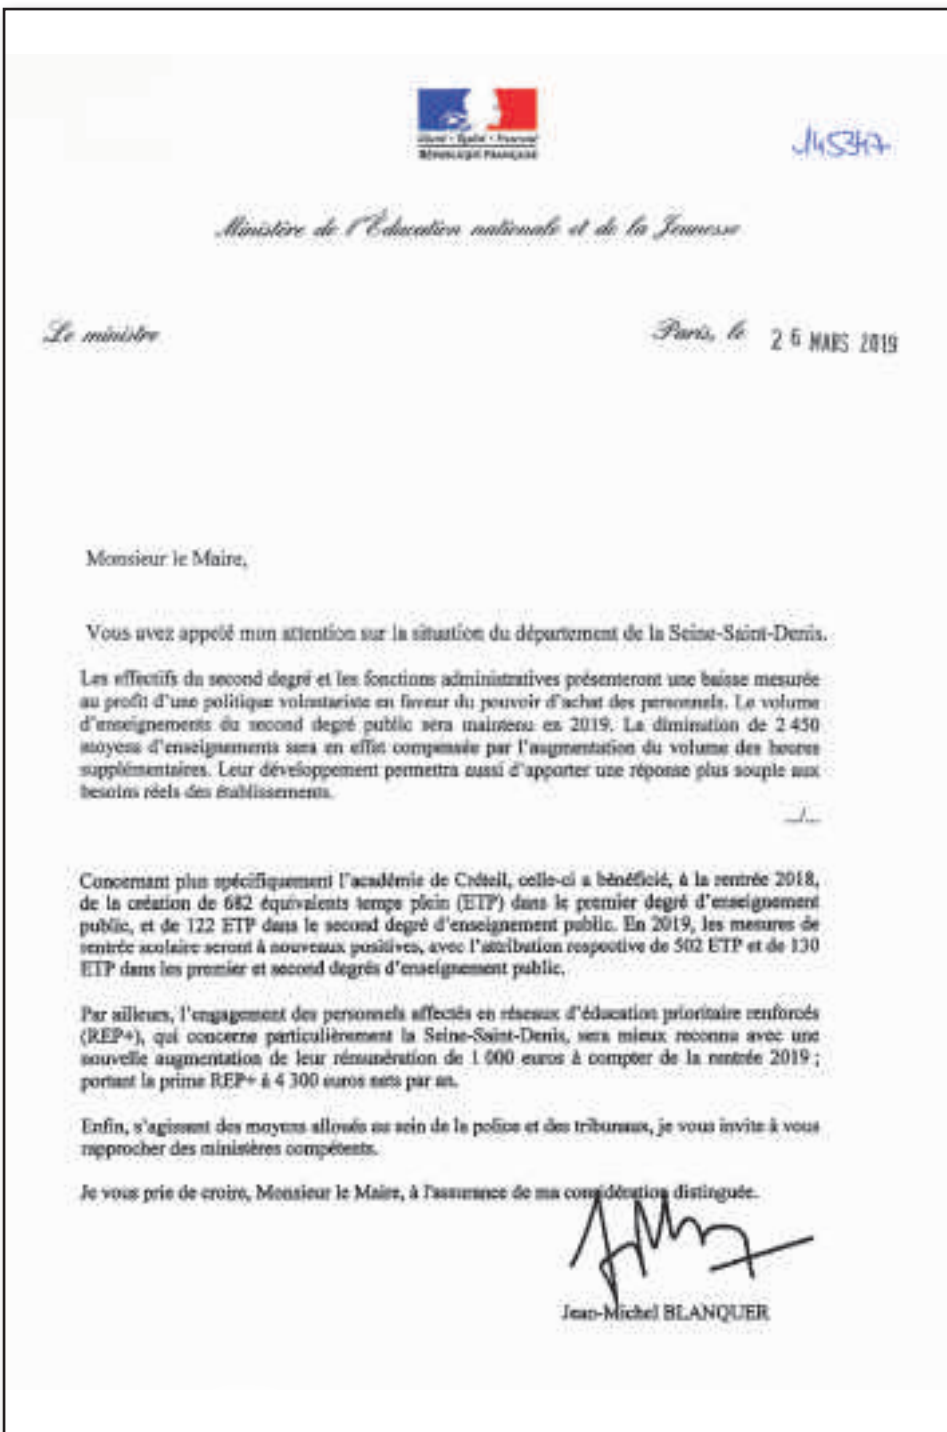 Liberté • Égalité • Fraternité
RÉPUBLIQUE FRANÇAISE
145347
Ministère de l'Éducation nationale et de la Jeunesse
Le ministre
Paris, le 26 MARS 2019
Monsieur le Maire,
Vous avez appelé mon attention sur la situation du département de la Seine-Saint-Denis.
Les effectifs du second degré et les fonctions administratives présenteront une baisse mesurée
au profit d'une politique volontariste en faveur du pouvoir d'achat des personnels. Le volume
d'enseignements du second degré public sera maintenu en 2019. La diminution de 2 450
moyens d'enseignements sera en effet compensée par l'augmentation du volume des heures
supplémentaires. Leur développement permettra aussi d'apporter une réponse plus souple aux
besoins réels des établissements.
.../...
Concernant plus spécifiquement l'académie de Créteil, celle-ci a bénéficié, à la rentrée 2018,
de la création de 682 équivalents temps plein (ETP) dans le premier degré d'enseignement
public, et de 122 ETP dans le second degré d'enseignement public. En 2019, les mesures de
rentrée scolaire seront à nouveaux positives, avec l'attribution respective de 502 ETP et de 130
ETP dans les premier et second degrés d'enseignement public.
Par ailleurs, l'engagement des personnels affectés en réseaux d'éducation prioritaire renforcés
(REP+), qui concerne particulièrement la Seine-Saint-Denis, sera mieux reconnu avec une
nouvelle augmentation de leur rémunération de 1 000 euros à compter de la rentrée 2019 ;
portant la prime REP+ à 4 300 euros nets par an.
Enfin, s'agissant des moyens alloués au sein de la police et des tribunaux, je vous invite à vous
rapprocher des ministères compétents.
Je vous prie de croire, Monsieur le Maire, à l'assurance de ma considération distinguée.
Jean-Michel BLANQUER